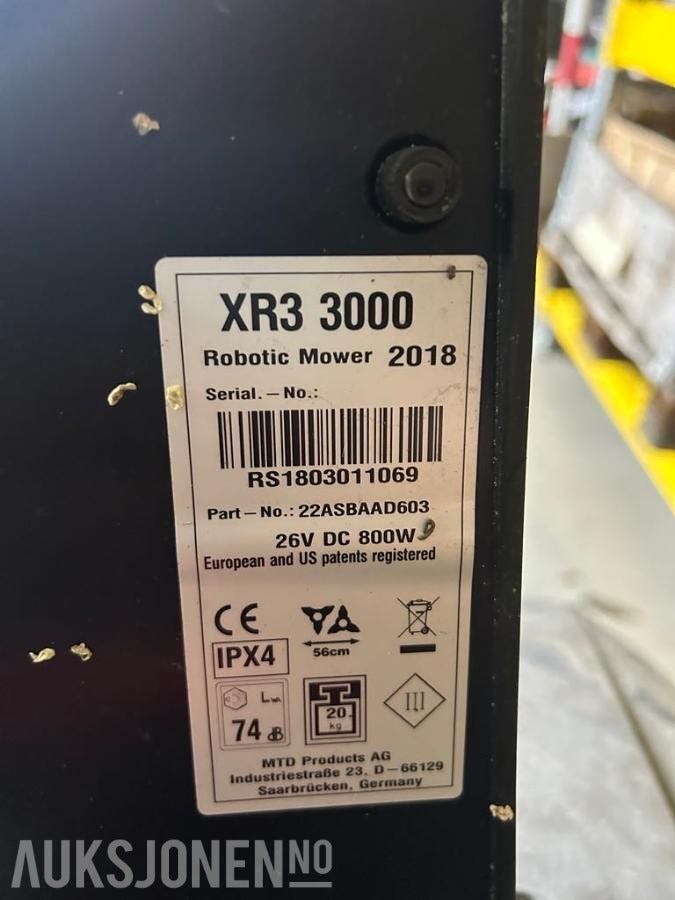 XR3 3000
Robotic Mower 2018
Serial.–No.:
RS1803011069
Part–No.: 22ASBAAD603
26V DC 800W
European and US patents registered
CE
56cm
IPX4
74 dB
20
kg
III
MTD Products AG
Industriestraße 23, D–66129
Saarbrücken, Germany
AUKSJONEN NO